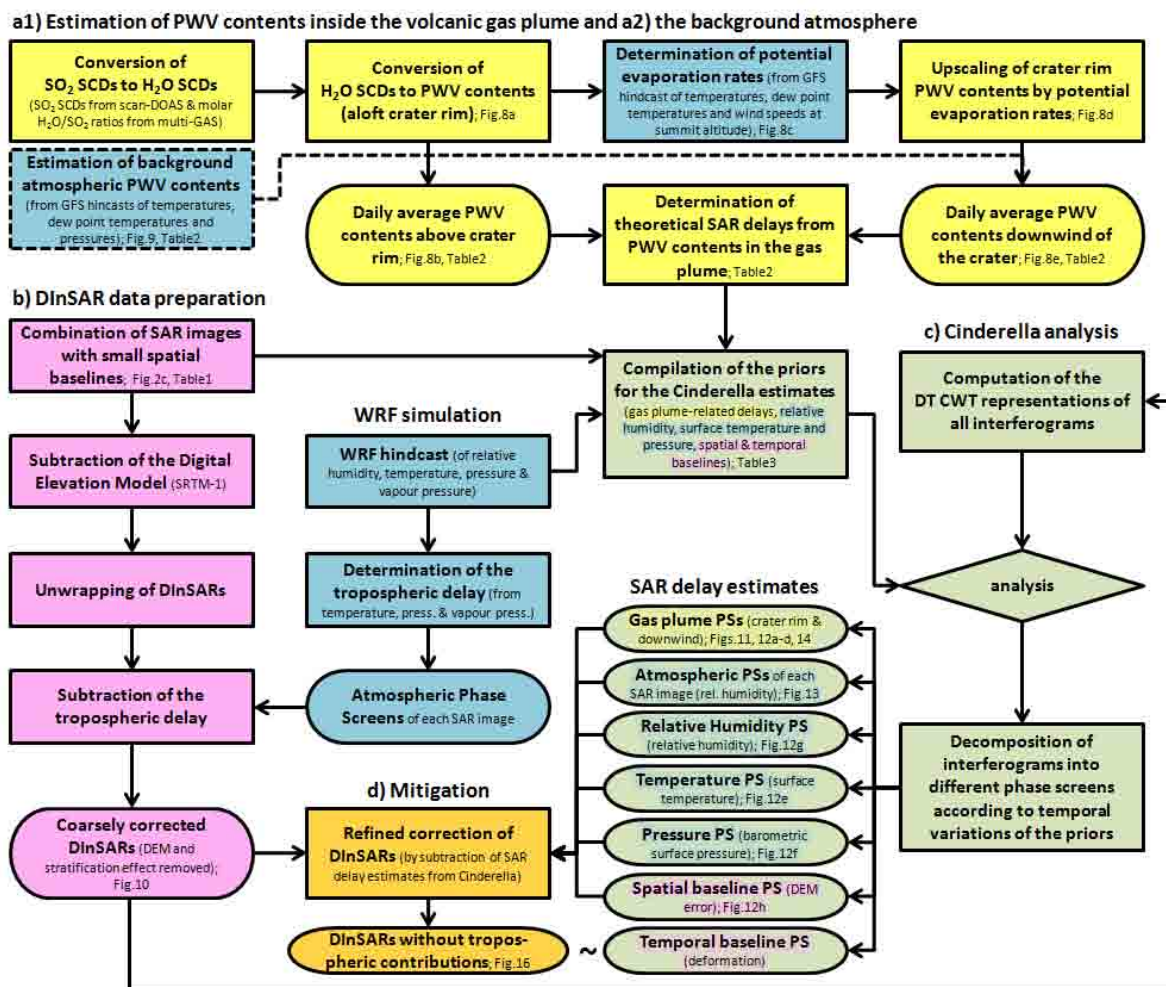 a1) Estimation of PWV contents inside the volcanic gas plume and a2) the background atmosphere
Conversion of
SO2 SCDs to H2O SCDs
(SO2 SCDs from scan-DOAS & molar
H2O/SO2 ratios from multi-GAS)
Conversion of
H2O SCDs to PWV contents
(aloft crater rim); Fig.8a
Determination of potential
evaporation rates (from GFS
hindcast of temperatures, dew point
temperatures and wind speeds at
summit altitude); Fig.8c
Upscaling of crater rim
PWV contents by potential
evaporation rates; Fig.8d
Estimation of background
atmospheric PWV contents
(from GFS hincasts of temperatures,
dew point temperatures and
pressures); Fig.9, Table2
Daily average PWV
contents above crater
rim; Fig.8b, Table2
Determination of
theoretical SAR delays from
PWV contents in the gas
plume; Table2
Daily average PWV
contents downwind of
the crater; Fig.8e, Table2
b) DInSAR data preparation
Combination of SAR images
with small spatial
baselines; Fig.2c, Table1
Subtraction of the Digital
Elevation Model (SRTM-1)
Unwrapping of DInSARs
Subtraction of the
tropospheric delay
Coarsely corrected
DInSARs (DEM and
stratification effect removed);
Fig.10
WRF simulation
WRF hindcast (of relative
humidity, temperature, pressure &
vapour pressure)
Determination of the
tropospheric delay (from
temperature, press. & vapour press.)
Atmospheric Phase
Screens of each SAR image
Compilation of the priors
for the Cinderella estimates
(gas plume-related delays, relative
humidity, surface temperature and
pressure, spatial & temporal
baselines); Table3
c) Cinderella analysis
Computation of the
DT CWT representations of
all interferograms
analysis
Decomposition of
interferograms into
different phase screens
according to temporal
variations of the priors
SAR delay estimates
Gas plume PSs (crater rim &
downwind); Figs.11, 12a-d, 14
Atmospheric PSs of each
SAR image (rel. humidity); Fig.13
Relative Humidity PS
(relative humidity); Fig.12g
Temperature PS (surface
temperature); Fig.12e
Pressure PS (barometric
surface pressure); Fig.12f
Spatial baseline PS (DEM
error); Fig.12h
Temporal baseline PS
(deformation)
d) Mitigation
Refined correction of
DInSARs (by subtraction of SAR
delay estimates from Cinderella)
DInSARs without tropos-
pheric contributions; Fig.16
~